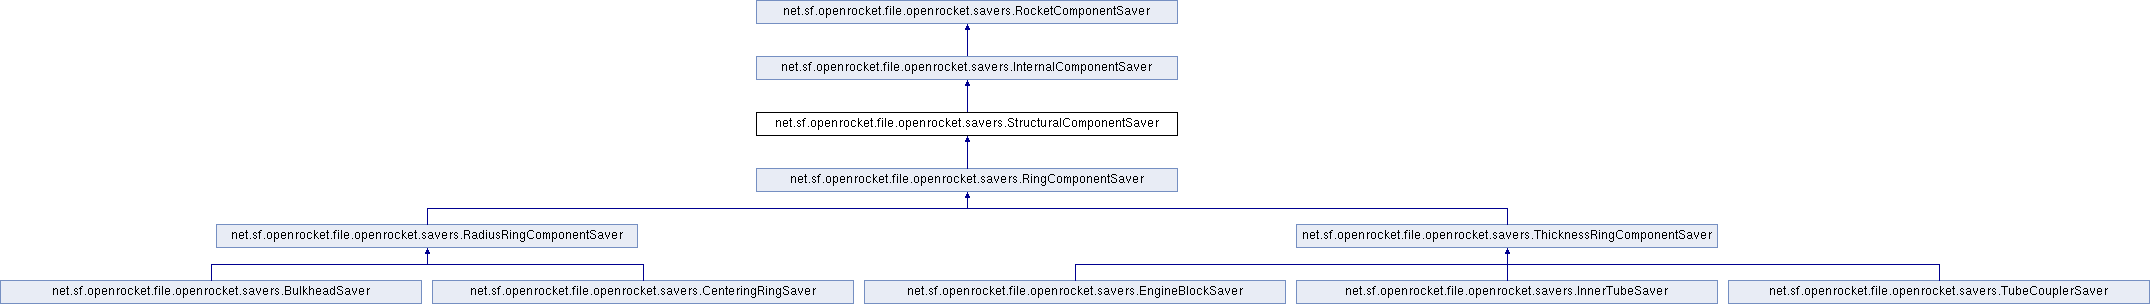 net.sf.openrocket.file.openrocket.savers.RocketComponentSaver
net.sf.openrocket.file.openrocket.savers.InternalComponentSaver
net.sf.openrocket.file.openrocket.savers.StructuralComponentSaver
net.sf.openrocket.file.openrocket.savers.RingComponentSaver
net.sf.openrocket.file.openrocket.savers.RadiusRingComponentSaver
net.sf.openrocket.file.openrocket.savers.ThicknessRingComponentSaver
net.sf.openrocket.file.openrocket.savers.BulkheadSaver
net.sf.openrocket.file.openrocket.savers.CenteringRingSaver
net.sf.openrocket.file.openrocket.savers.EngineBlockSaver
net.sf.openrocket.file.openrocket.savers.InnerTubeSaver
net.sf.openrocket.file.openrocket.savers.TubeCouplerSaver